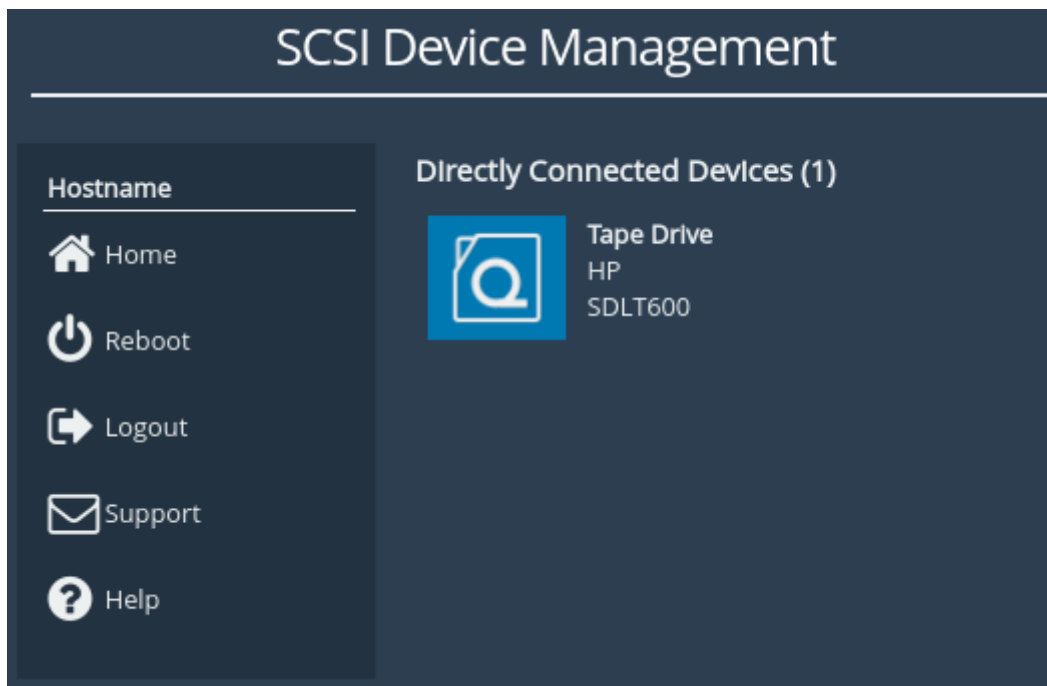 SCSI Device Management
Hostname
Home
Reboot
Logout
Support
Help
Directly Connected Devices (1)
Tape Drive
HP
SDLT600